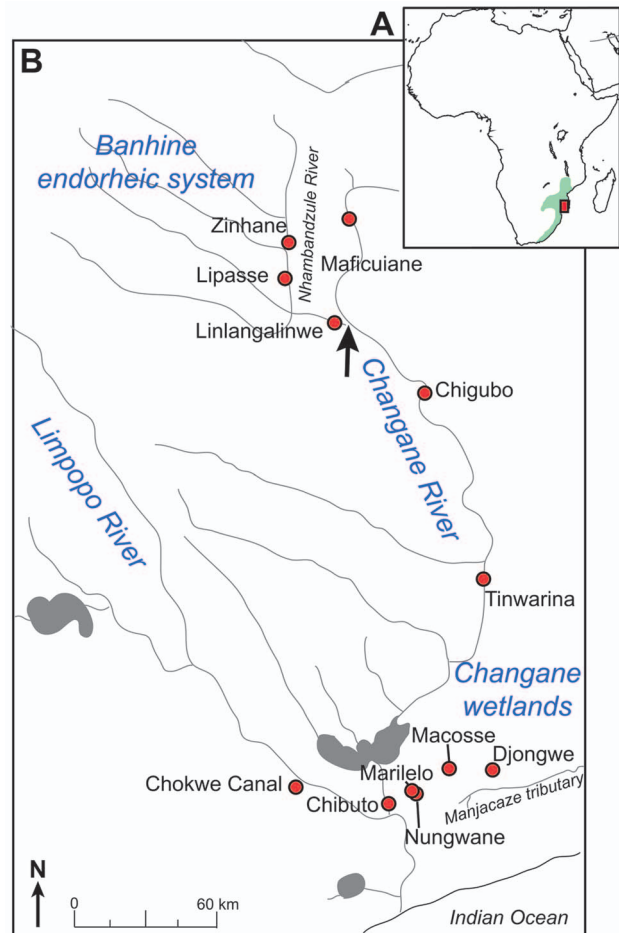 A
B
Banhine
endorheic system
Nhambandzule River
Zinhane
Maficuiane
Lipasse
Linlangalinwe
Changane River
Chigubo
Limpopo River
Tinwarina
Changane
wetlands
Macosse
Djongwe
Marilelo
Chokwe Canal
Manjacaze tributary
Chibuto
Nungwane
N
0
60 km
Indian Ocean